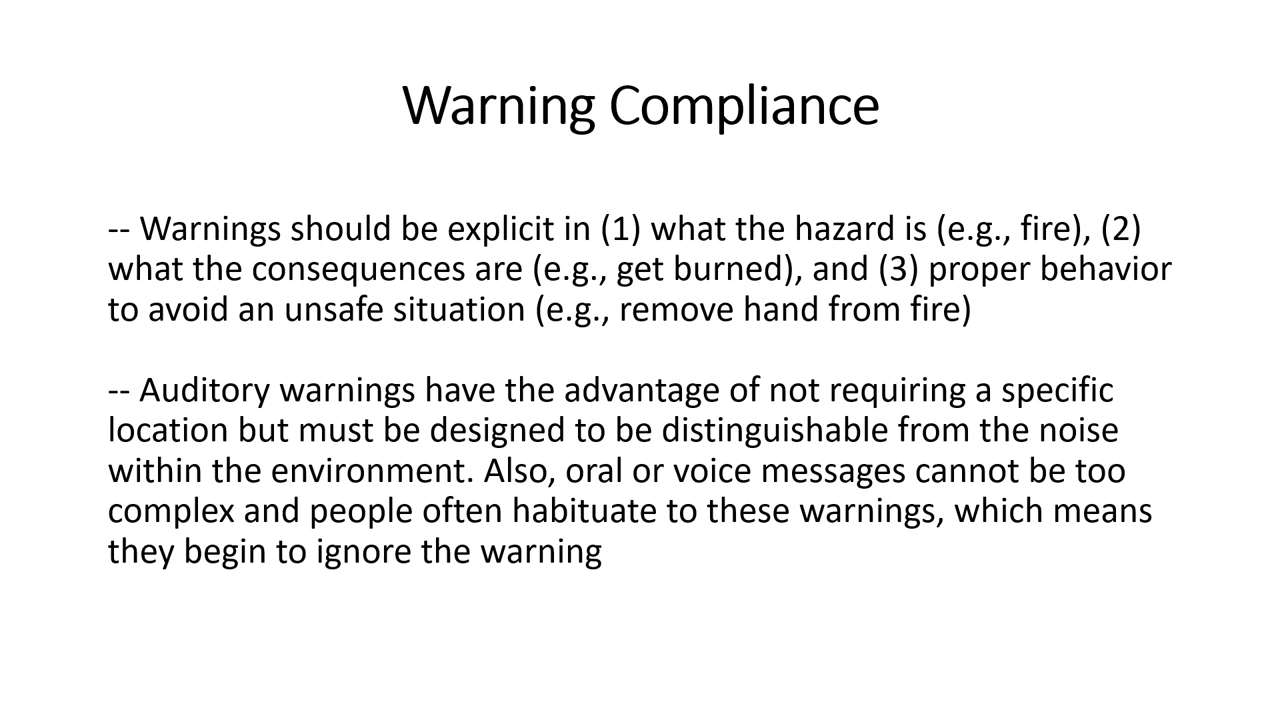 Warning Compliance
-- Warnings should be explicit in (1) what the hazard is (e.g., fire), (2)
what the consequences are (e.g., get burned), and (3) proper behavior
to avoid an unsafe situation (e.g., remove hand from fire)
-- Auditory warnings have the advantage of not requiring a specific
location but must be designed to be distinguishable from the noise
within the environment. Also, oral or voice messages cannot be too
complex and people often habituate to these warnings, which means
they begin to ignore the warning